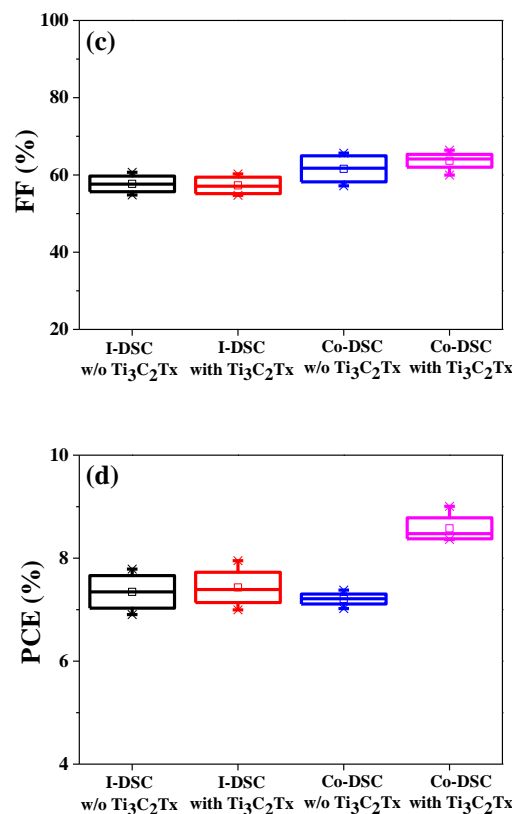 (c)
FF (%)
100
80
60
40
20
I-DSC
w/o Ti3C2Tx
I-DSC
with Ti3C2Tx
Co-DSC
w/o Ti3C2Tx
Co-DSC
with Ti3C2Tx
(d)
PCE (%)
10
8
6
4
I-DSC
w/o Ti3C2Tx
I-DSC
with Ti3C2Tx
Co-DSC
w/o Ti3C2Tx
Co-DSC
with Ti3C2Tx